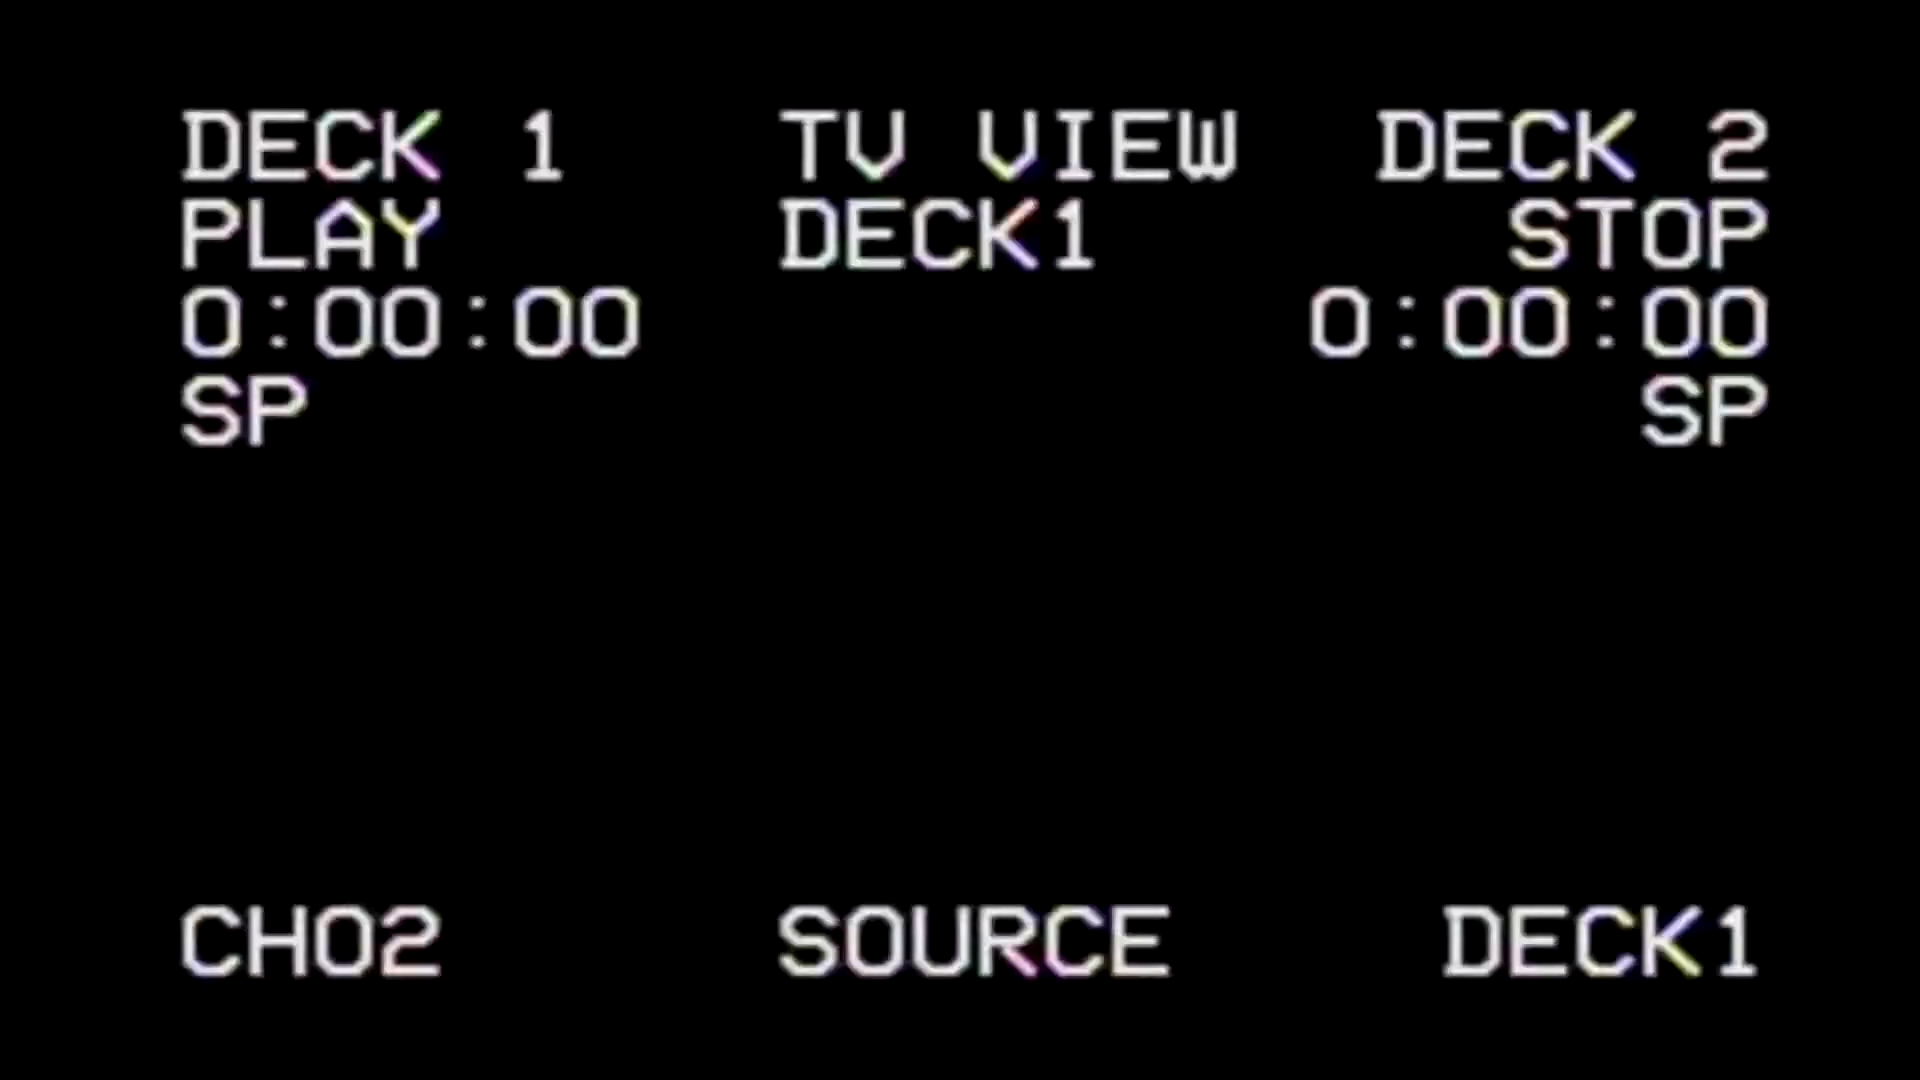 DECK 1 TV VIEW DECK 2
PLAY DECK1 STOP
0:00:00 0:00:00
SP SP
CH02 SOURCE DECK1